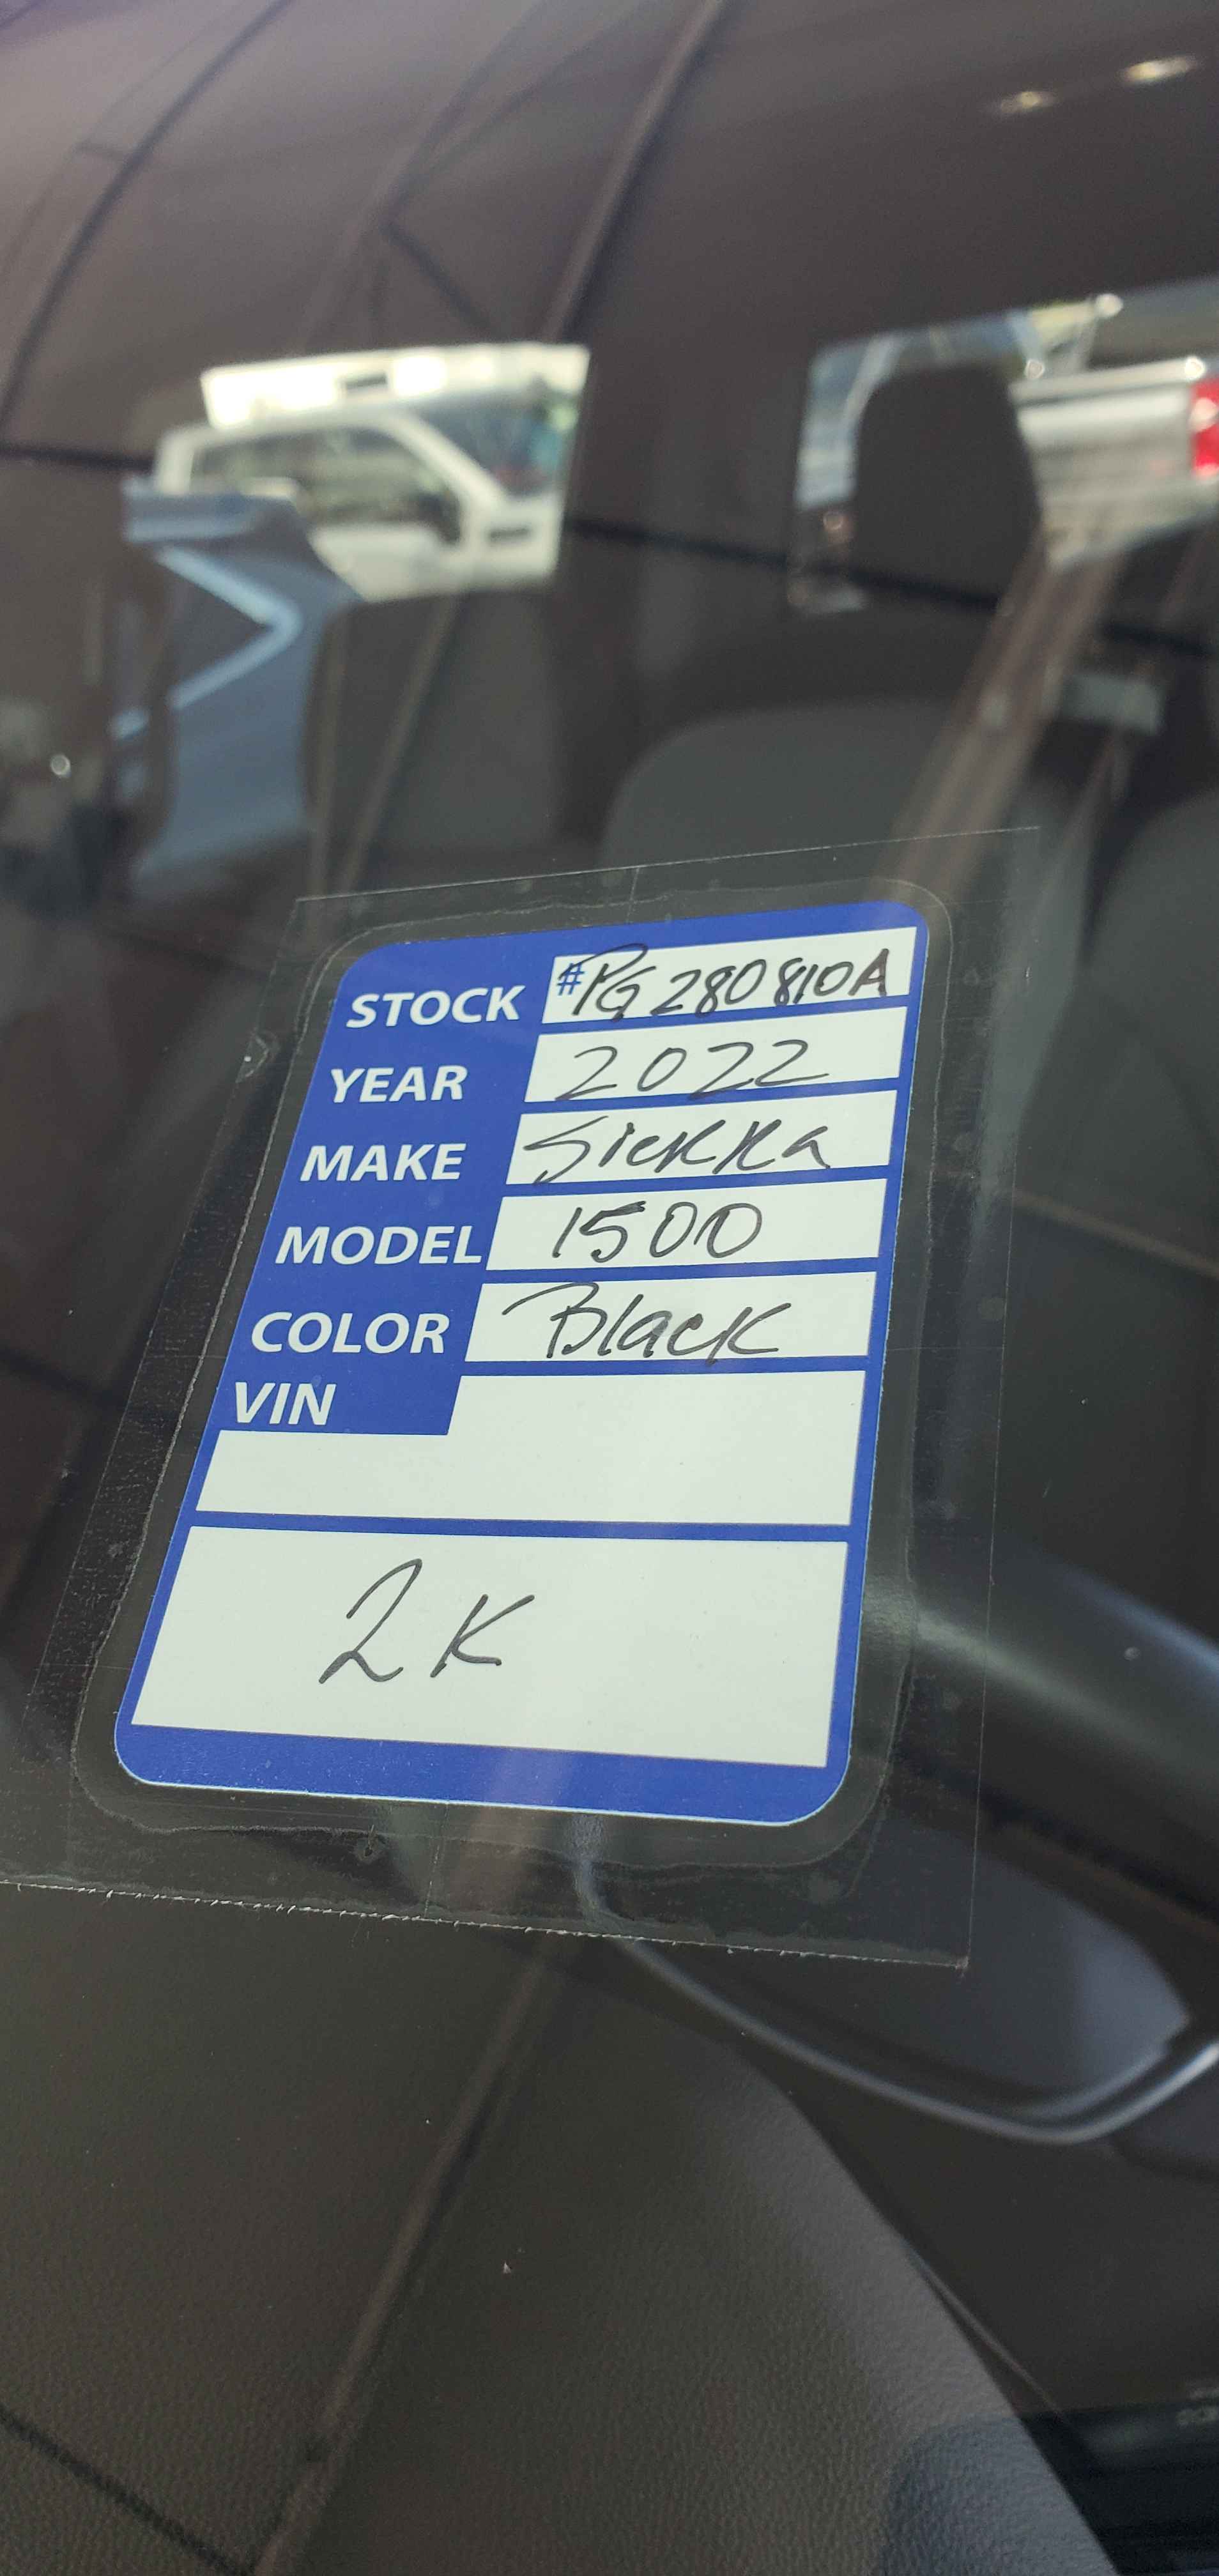 STOCK #PG280810A
YEAR 2022
MAKE Sierra
MODEL 1500
COLOR Black
VIN
2K